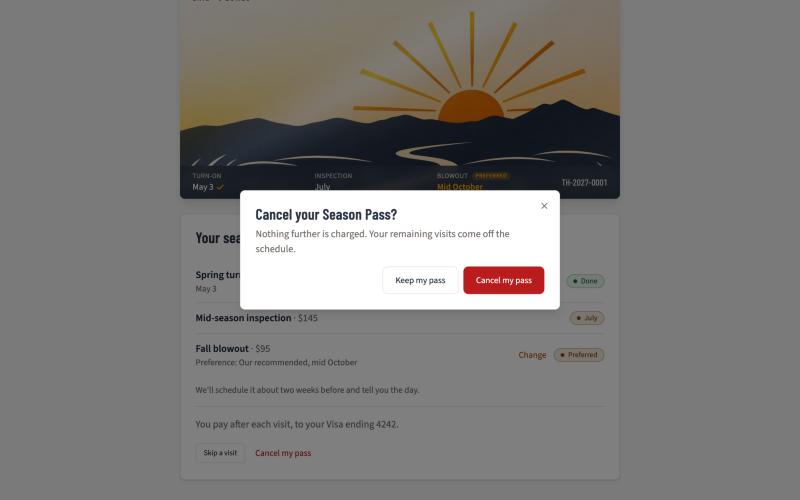 TURN-ON
May 3
INSPECTION
July
BLOWOUT PREFERRED
Mid October
TH-2027-0001
Cancel your Season Pass?
Nothing further is charged. Your remaining visits come off the
schedule.
Keep my pass
Cancel my pass
Your
Spring
May 3
Done
Mid-season inspection · $145
July
Fall blowout · $95
Preference: Our recommended, mid October
Change
Preferred
We'll schedule it about two weeks before and tell you the day.
You pay after each visit, to your Visa ending 4242.
Skip a visit
Cancel my pass